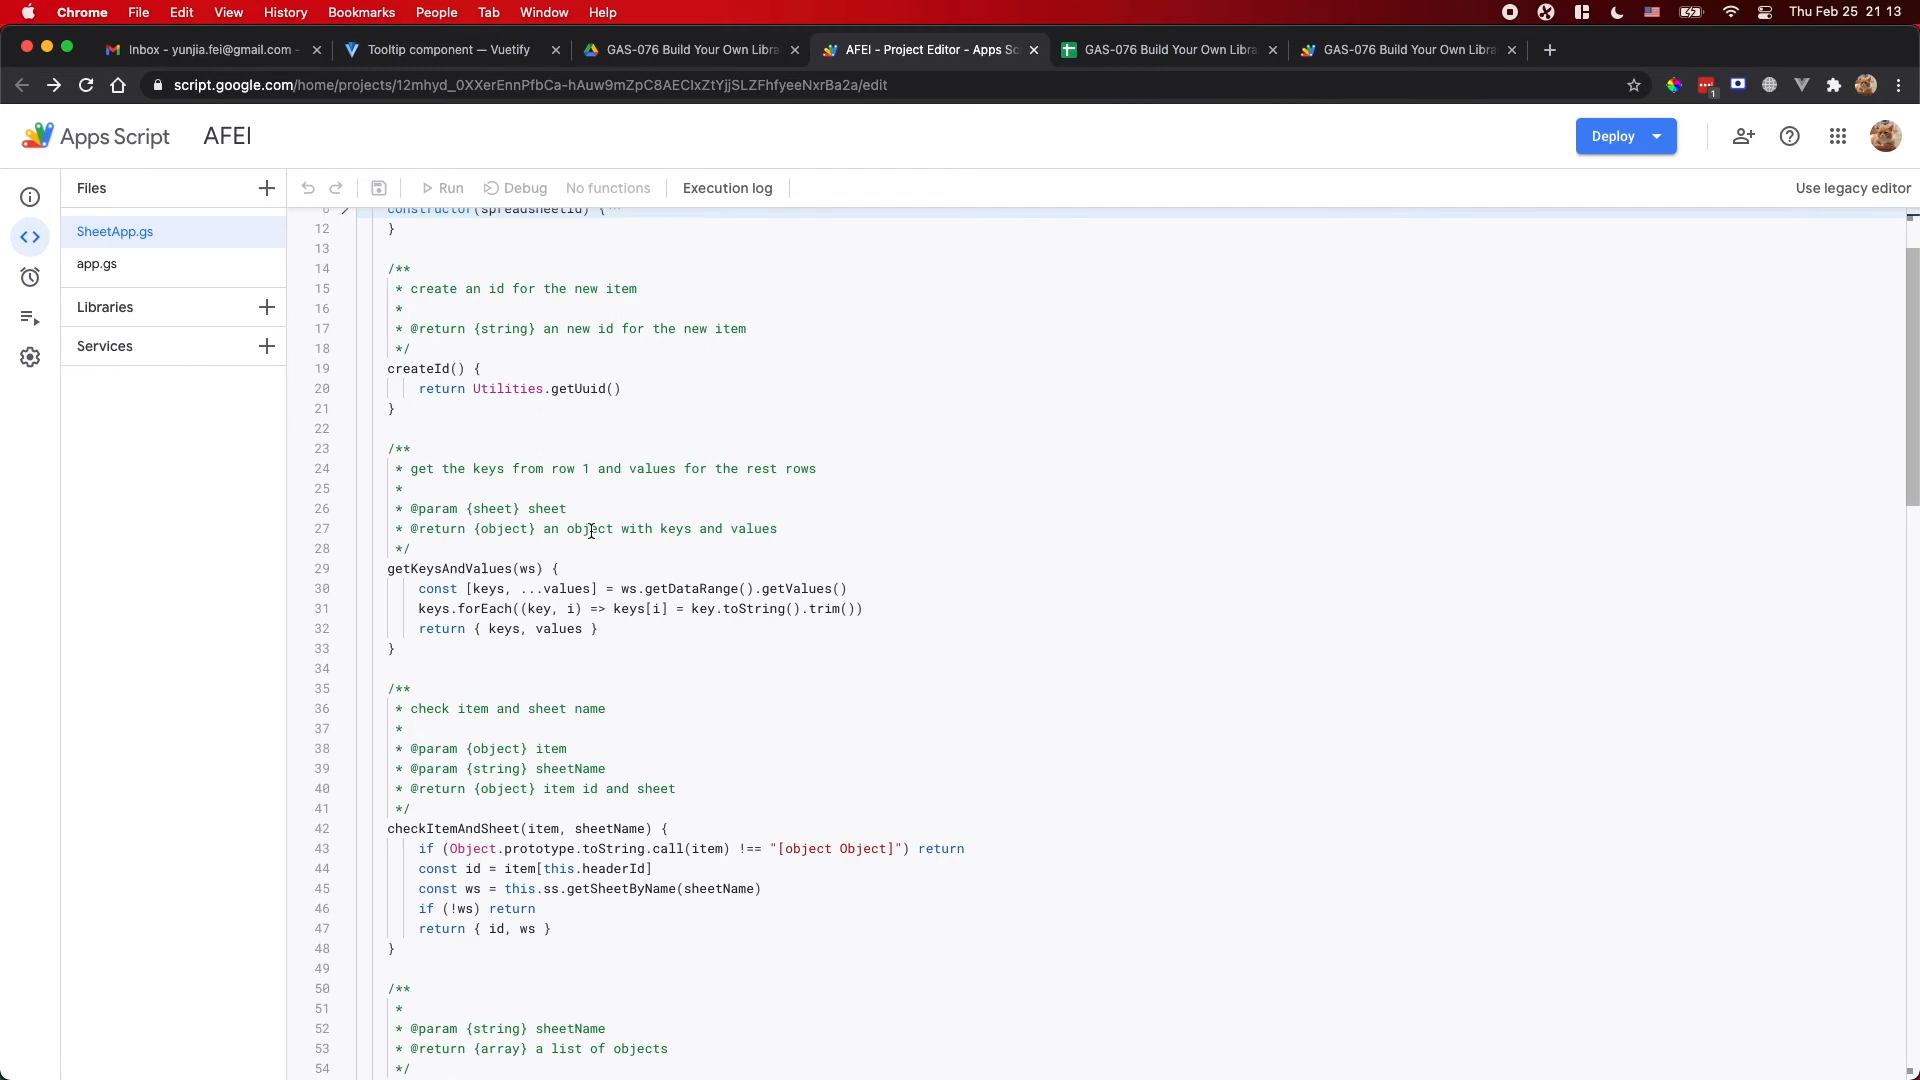 Chrome File Edit View History Bookmarks People Tab Window Help Thu Feb 25 21 13
Inbox - yunjia.fei@gmail.com - Tooltip component — Vuetify GAS-076 Build Your Own Libra AFEI - Project Editor - Apps Sc GAS-076 Build Your Own Libra GAS-076 Build Your Own Libra
script.google.com/home/projects/12mhyd_0XXerEnnPfbCa-hAuw9mZpC8AEClxZtYjjSLZFhfyeeNxrBa2a/edit
1
Apps Script AFEI Deploy
Files Run Debug No functions Execution log Use legacy editor
SheetApp.gs
app.gs
Libraries
Services
6 constructor(spreadsheetId) {
12 }
13
14 /**
15 * create an id for the new item
16 *
17 * @return {string} an new id for the new item
18 */
19 createId() {
20 return Utilities.getUuid()
21 }
22
23 /**
24 * get the keys from row 1 and values for the rest rows
25 *
26 * @param {sheet} sheet
27 * @return {object} an object with keys and values
28 */
29 getKeysAndValues(ws) {
30 const [keys, ...values] = ws.getDataRange().getValues()
31 keys.forEach((key, i) => keys[i] = key.toString().trim())
32 return { keys, values }
33 }
34
35 /**
36 * check item and sheet name
37 *
38 * @param {object} item
39 * @param {string} sheetName
40 * @return {object} item id and sheet
41 */
42 checkItemAndSheet(item, sheetName) {
43 if (Object.prototype.toString.call(item) !== "[object Object]") return
44 const id = item[this.headerId]
45 const ws = this.ss.getSheetByName(sheetName)
46 if (!ws) return
47 return { id, ws }
48 }
49
50 /**
51 *
52 * @param {string} sheetName
53 * @return {array} a list of objects
54 */